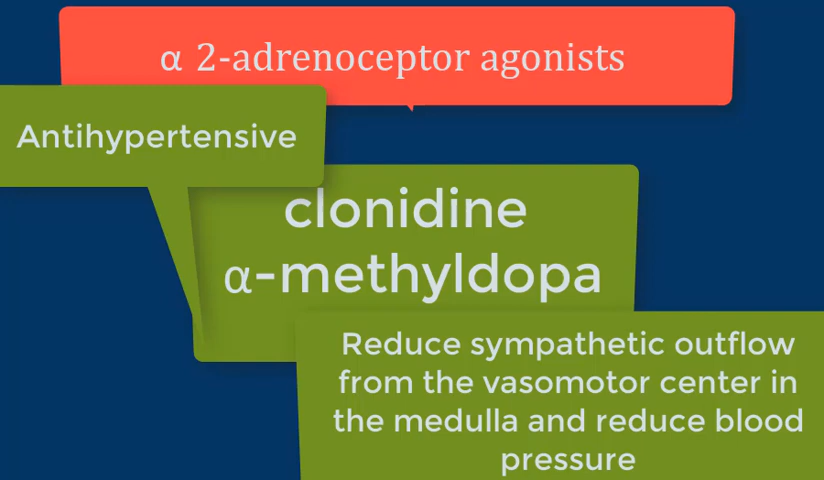 α 2-adrenoceptor agonists
Antihypertensive
clonidine
α-methyldopa
Reduce sympathetic outflow
from the vasomotor center in
the medulla and reduce blood
pressure